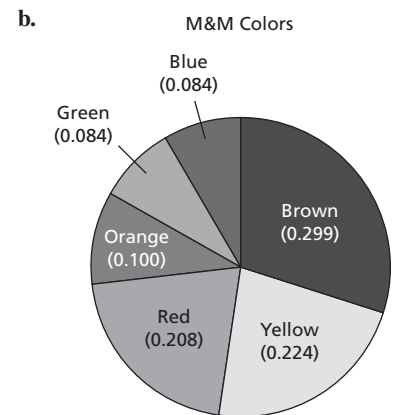 b.
M&M Colors
Blue
(0.084)
Green
(0.084)
Brown
(0.299)
Orange
(0.100)
Red
(0.208)
Yellow
(0.224)